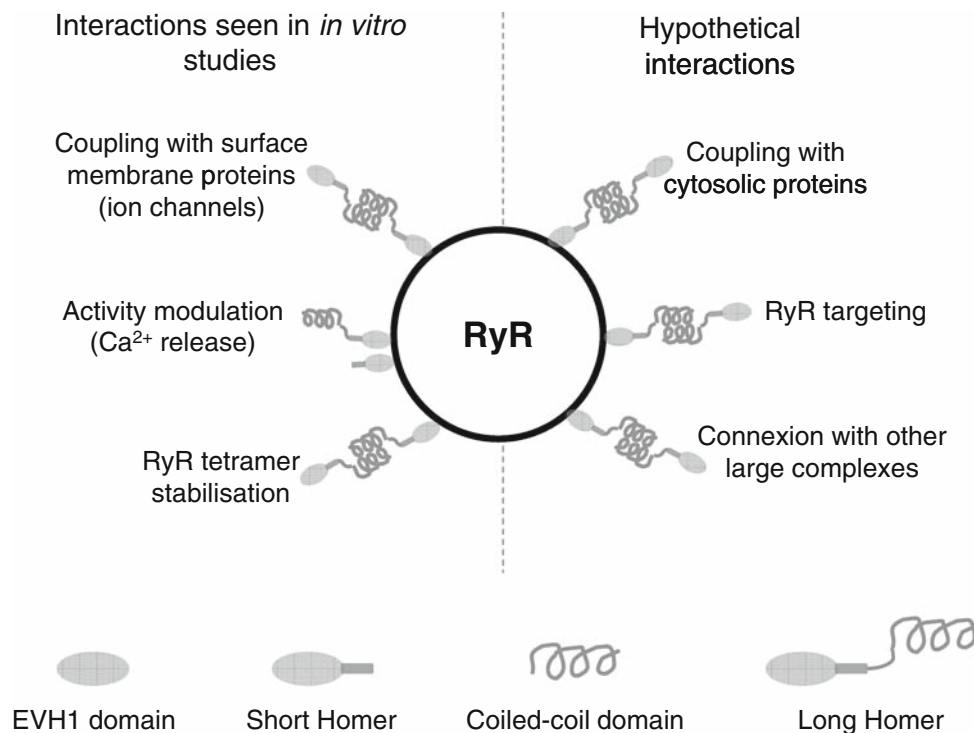 Interactions seen in in vitro
studies
Hypothetical
interactions
Coupling with surface
membrane proteins
(ion channels)
Activity modulation
(Ca²⁺ release)
RyR tetramer
stabilisation
RyR
Coupling with
cytosolic proteins
RyR targeting
Connexion with other
large complexes
EVH1 domain
Short Homer
Coiled-coil domain
Long Homer